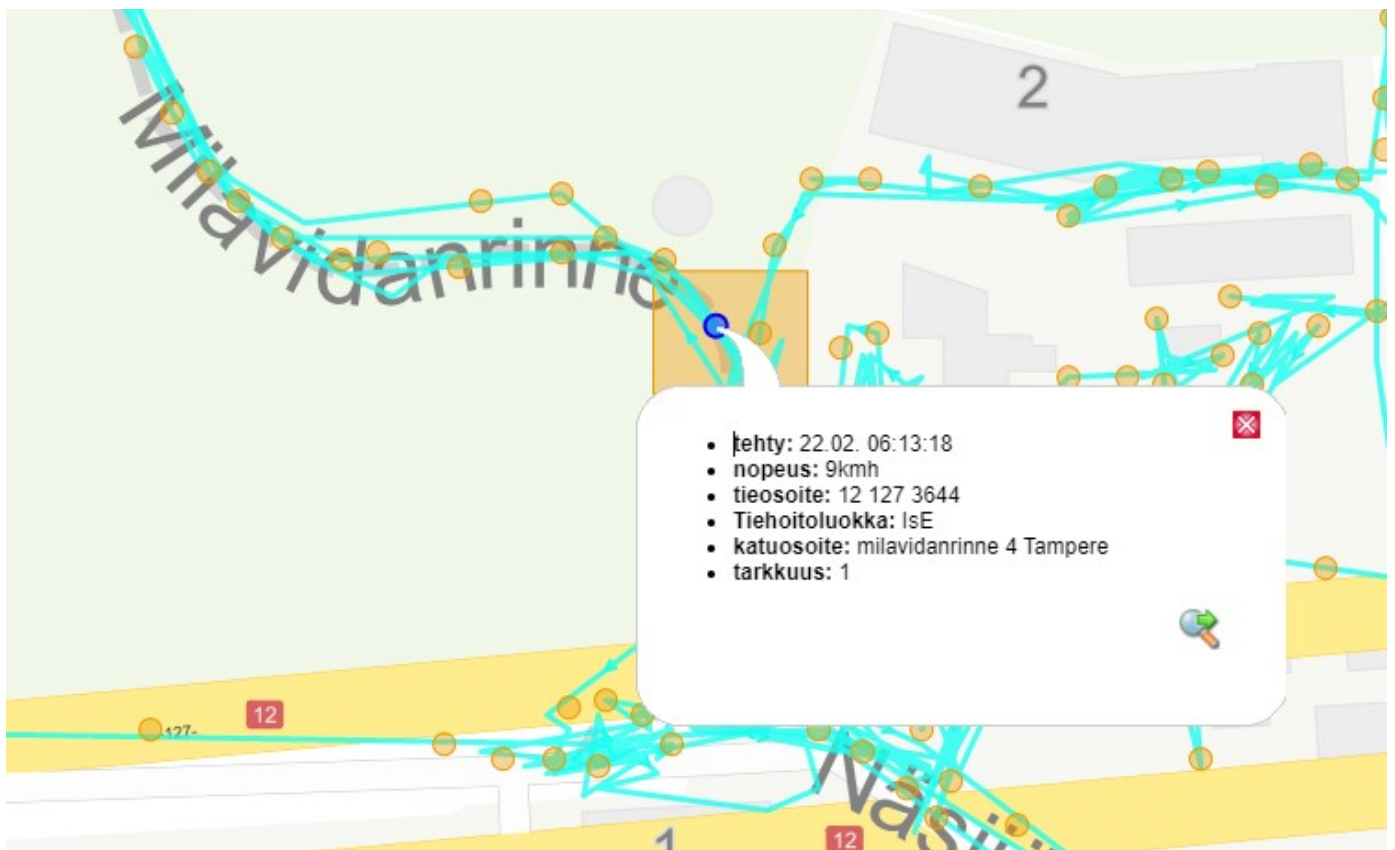 2
Milavidanrinne
tehty: 22.02. 06:13:18
nopeus: 9kmh
tieosoite: 12 127 3644
Tiehoitoluokka: IsE
katuosoite: milavidanrinne 4 Tampere
tarkkuus: 1
12
127-
1
12